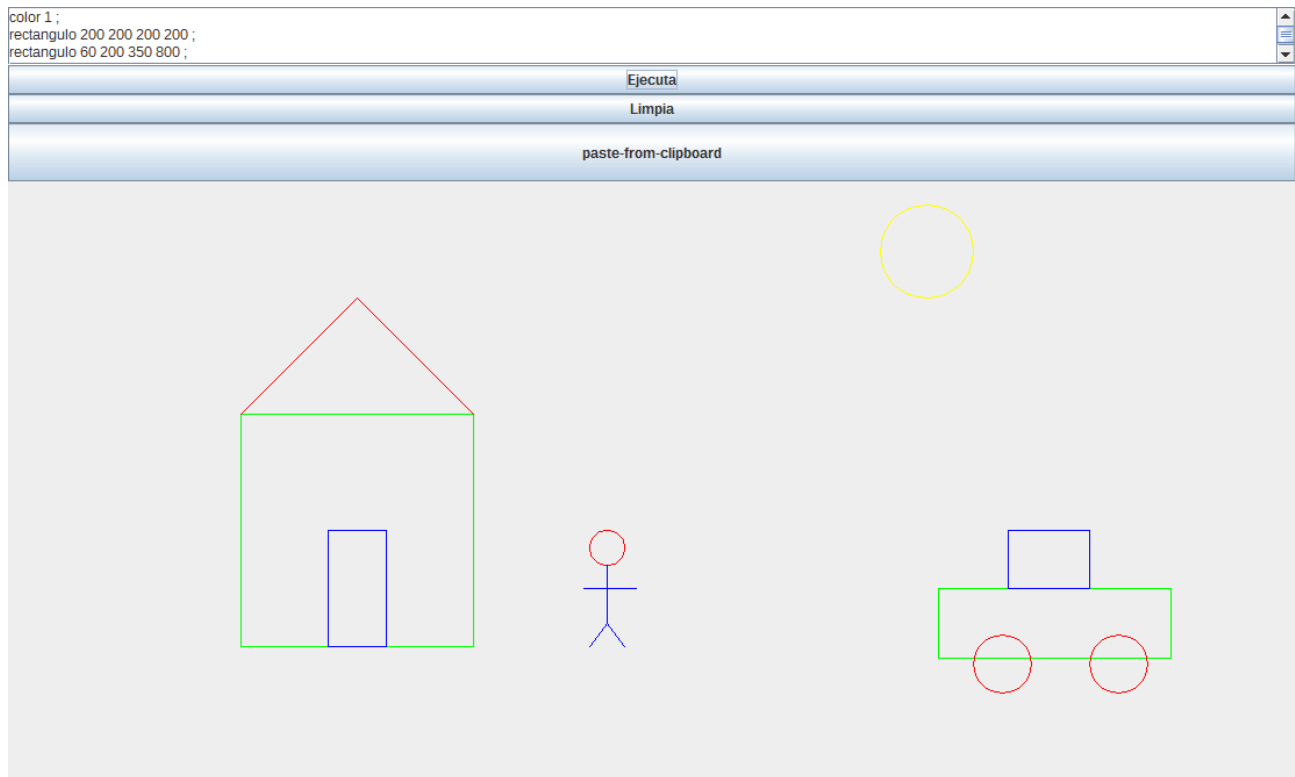 color 1 ;
rectangulo 200 200 200 200 ;
rectangulo 60 200 350 800 ;
Ejecuta
Limpia
paste-from-clipboard